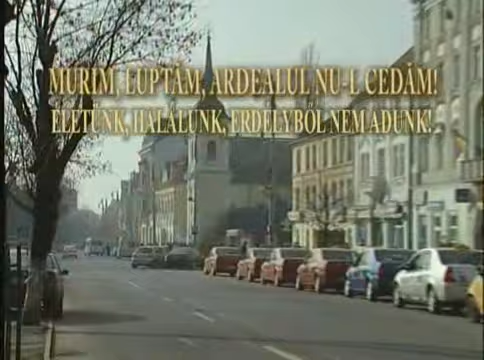 MURIM, LUPTĂM, ARDEALUL NU-L CEDĂM!
ÉLETÜNK, HALÁLUNK, ERDÉLYBŐL NEM ADUNK!